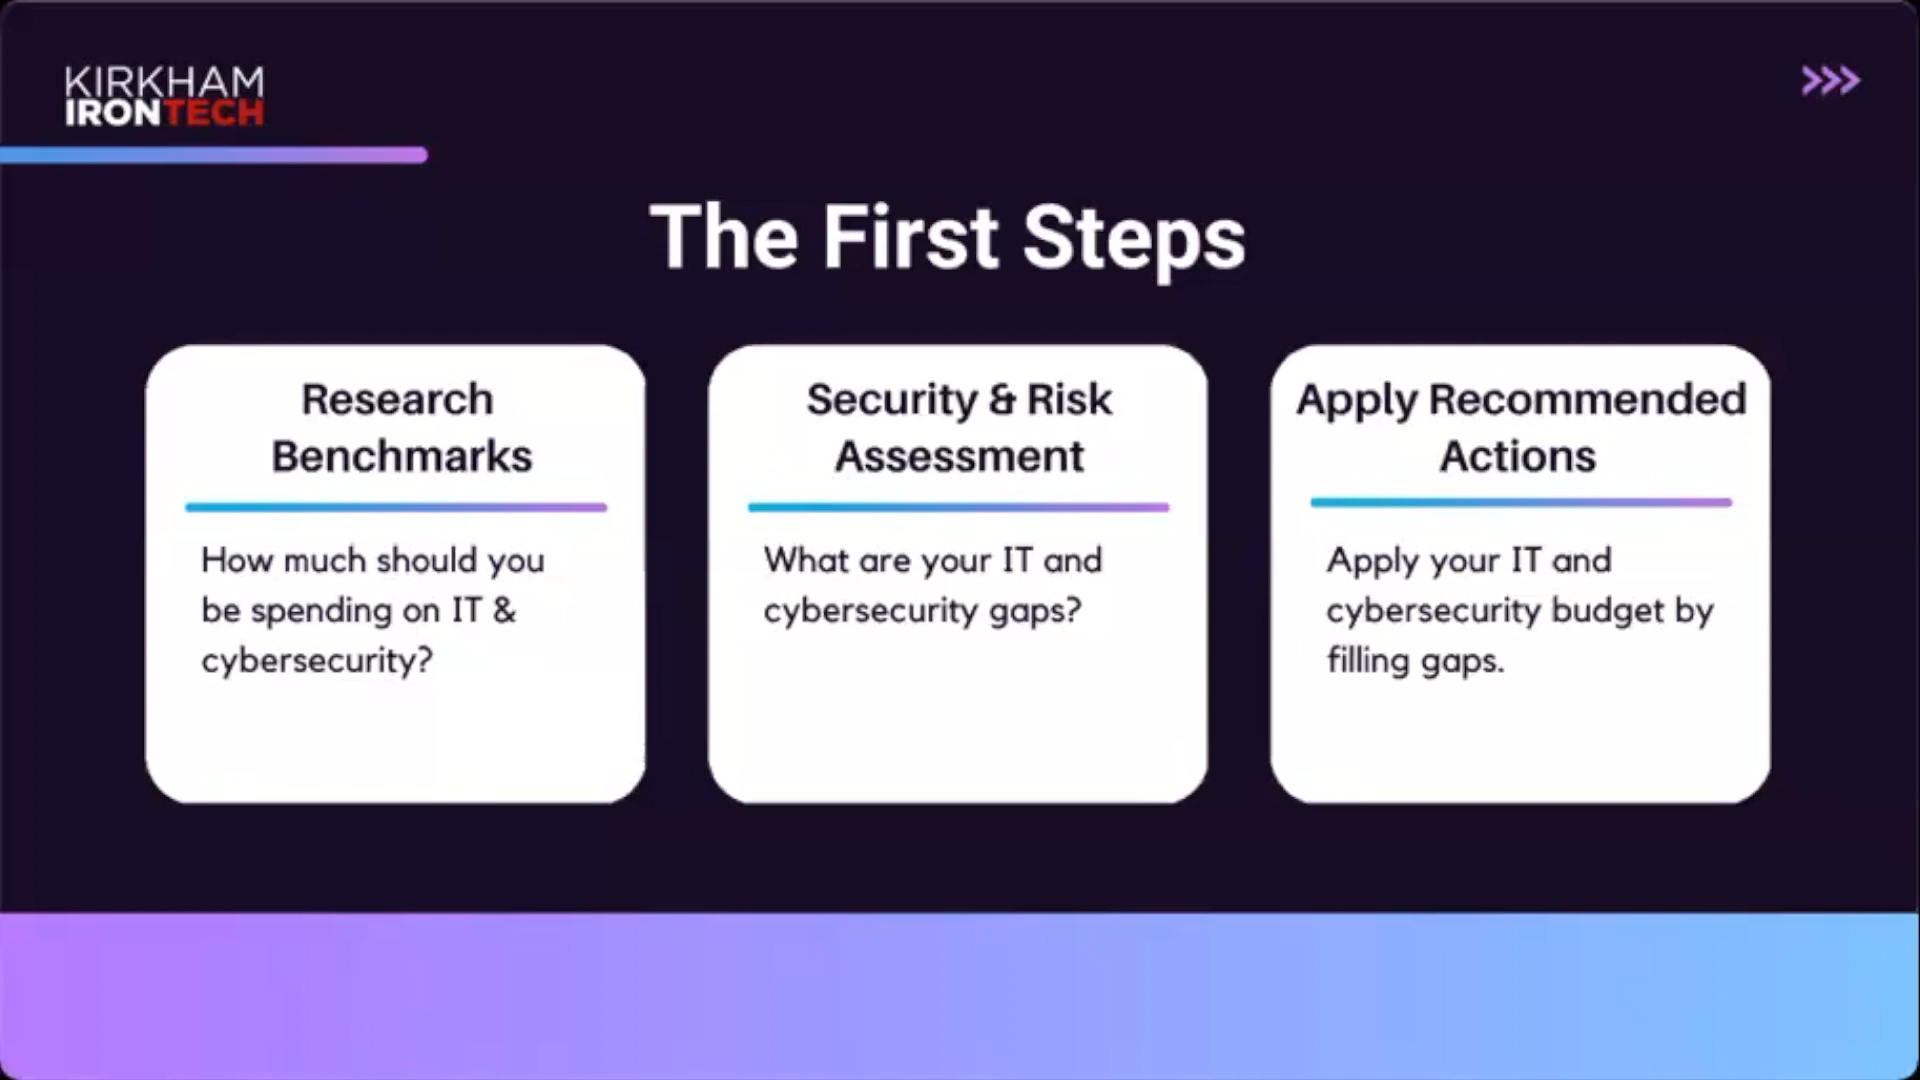 KIRKHAM
IRONTECH
The First Steps
Research
Benchmarks
How much should you
be spending on IT &
cybersecurity?
Security & Risk
Assessment
What are your IT and
cybersecurity gaps?
Apply Recommended
Actions
Apply your IT and
cybersecurity budget by
filling gaps.